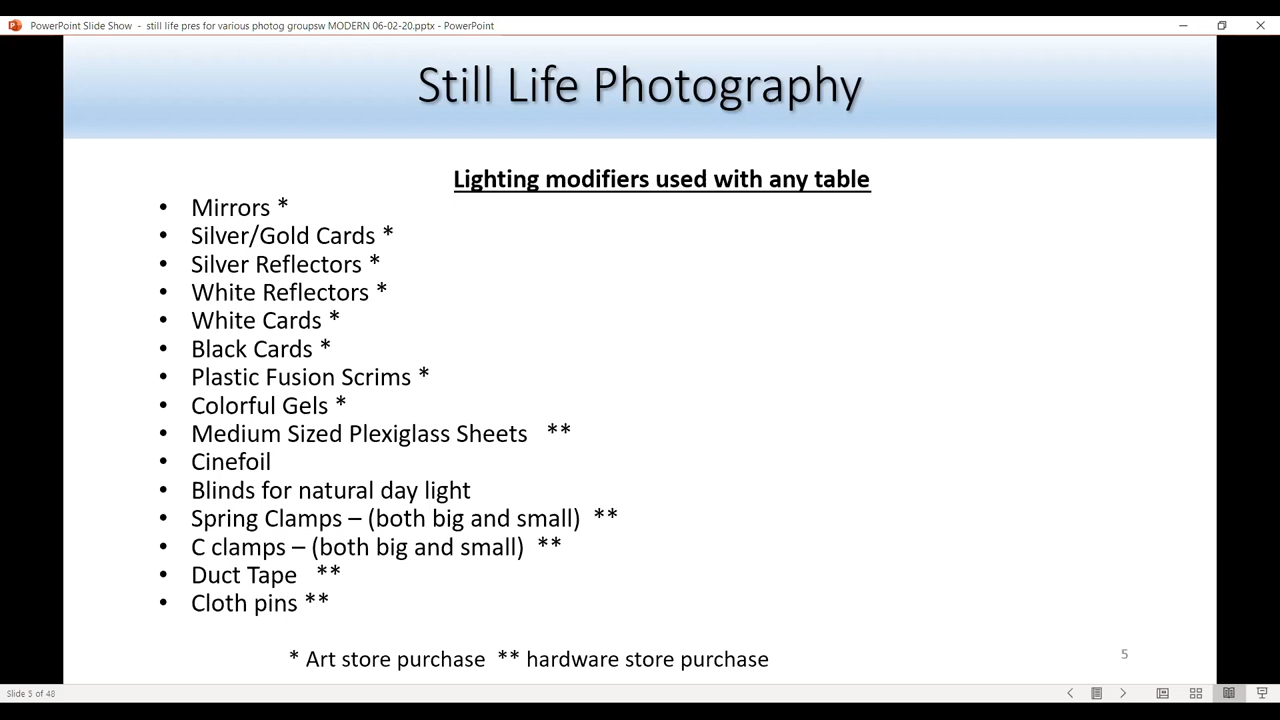 PowerPoint Slide Show - still life pres for various photog groupsw MODERN 06-02-20.pptx - PowerPoint
Still Life Photography
Lighting modifiers used with any table
• Mirrors *
• Silver/Gold Cards *
• Silver Reflectors *
• White Reflectors *
• White Cards *
• Black Cards *
• Plastic Fusion Scrims *
• Colorful Gels *
• Medium Sized Plexiglass Sheets **
• Cinefoil
• Blinds for natural day light
• Spring Clamps – (both big and small) **
• C clamps – (both big and small) **
• Duct Tape **
• Cloth pins **
* Art store purchase ** hardware store purchase
5
Slide 5 of 48